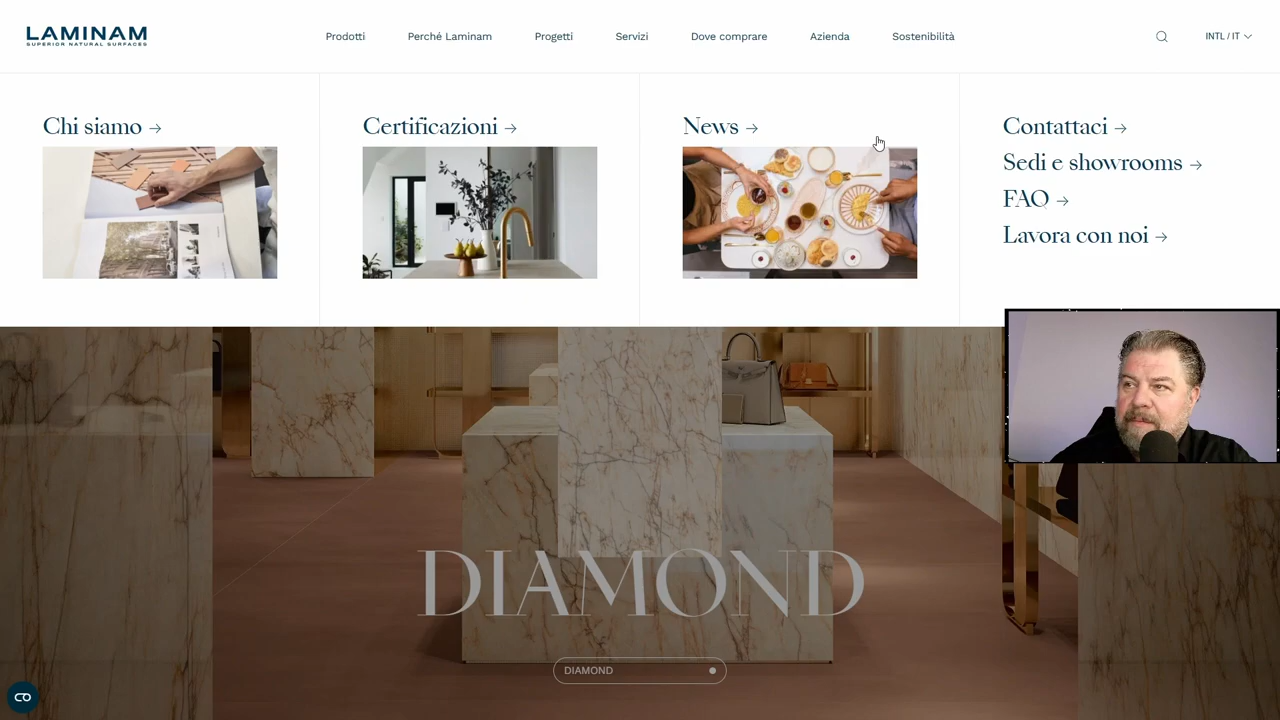 LAMINAM
SUPERIOR NATURAL SURFACES
Prodotti
Perché Laminam
Progetti
Servizi
Dove comprare
Azienda
Sostenibilità
INTL / IT
Chi siamo →
Certificazioni →
News →
Contattaci →
Sedi e showrooms →
FAQ →
Lavora con noi →
DIAMOND
DIAMOND